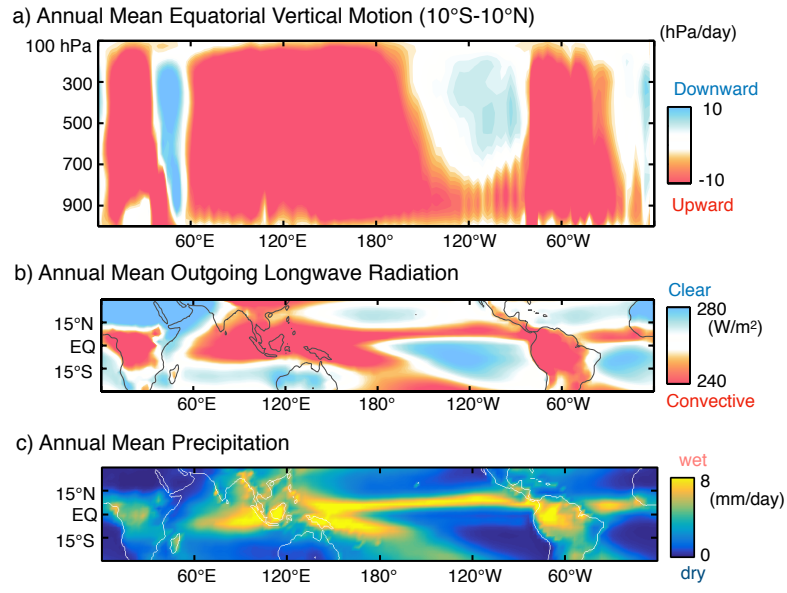 a) Annual Mean Equatorial Vertical Motion (10°S-10°N)
(hPa/day)
100 hPa
300
500
700
900
60°E 120°E 180° 120°W 60°W
Downward
10
-10
Upward
b) Annual Mean Outgoing Longwave Radiation
15°N
EQ
15°S
60°E 120°E 180° 120°W 60°W
Clear
280
(W/m²)
240
Convective
c) Annual Mean Precipitation
15°N
EQ
15°S
60°E 120°E 180° 120°W 60°W
wet
8
(mm/day)
0
dry